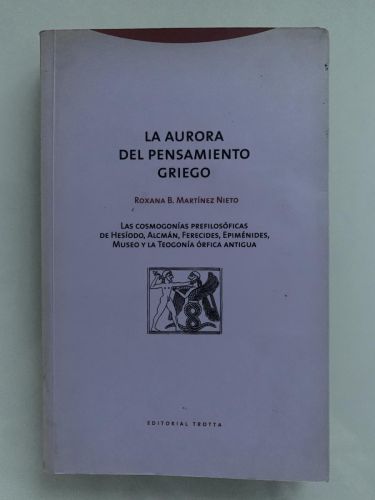 LA AURORA
DEL PENSAMIENTO
GRIEGO
ROXANA B. MARTÍNEZ NIETO
LAS COSMOGONÍAS PREFILOSÓFICAS
DE HESÍODO, ALCMÁN, FERECIDES, EPIMÉNIDES,
MUSEO Y LA TEOGONÍA ÓRFICA ANTIGUA
EDITORIAL TROTTA